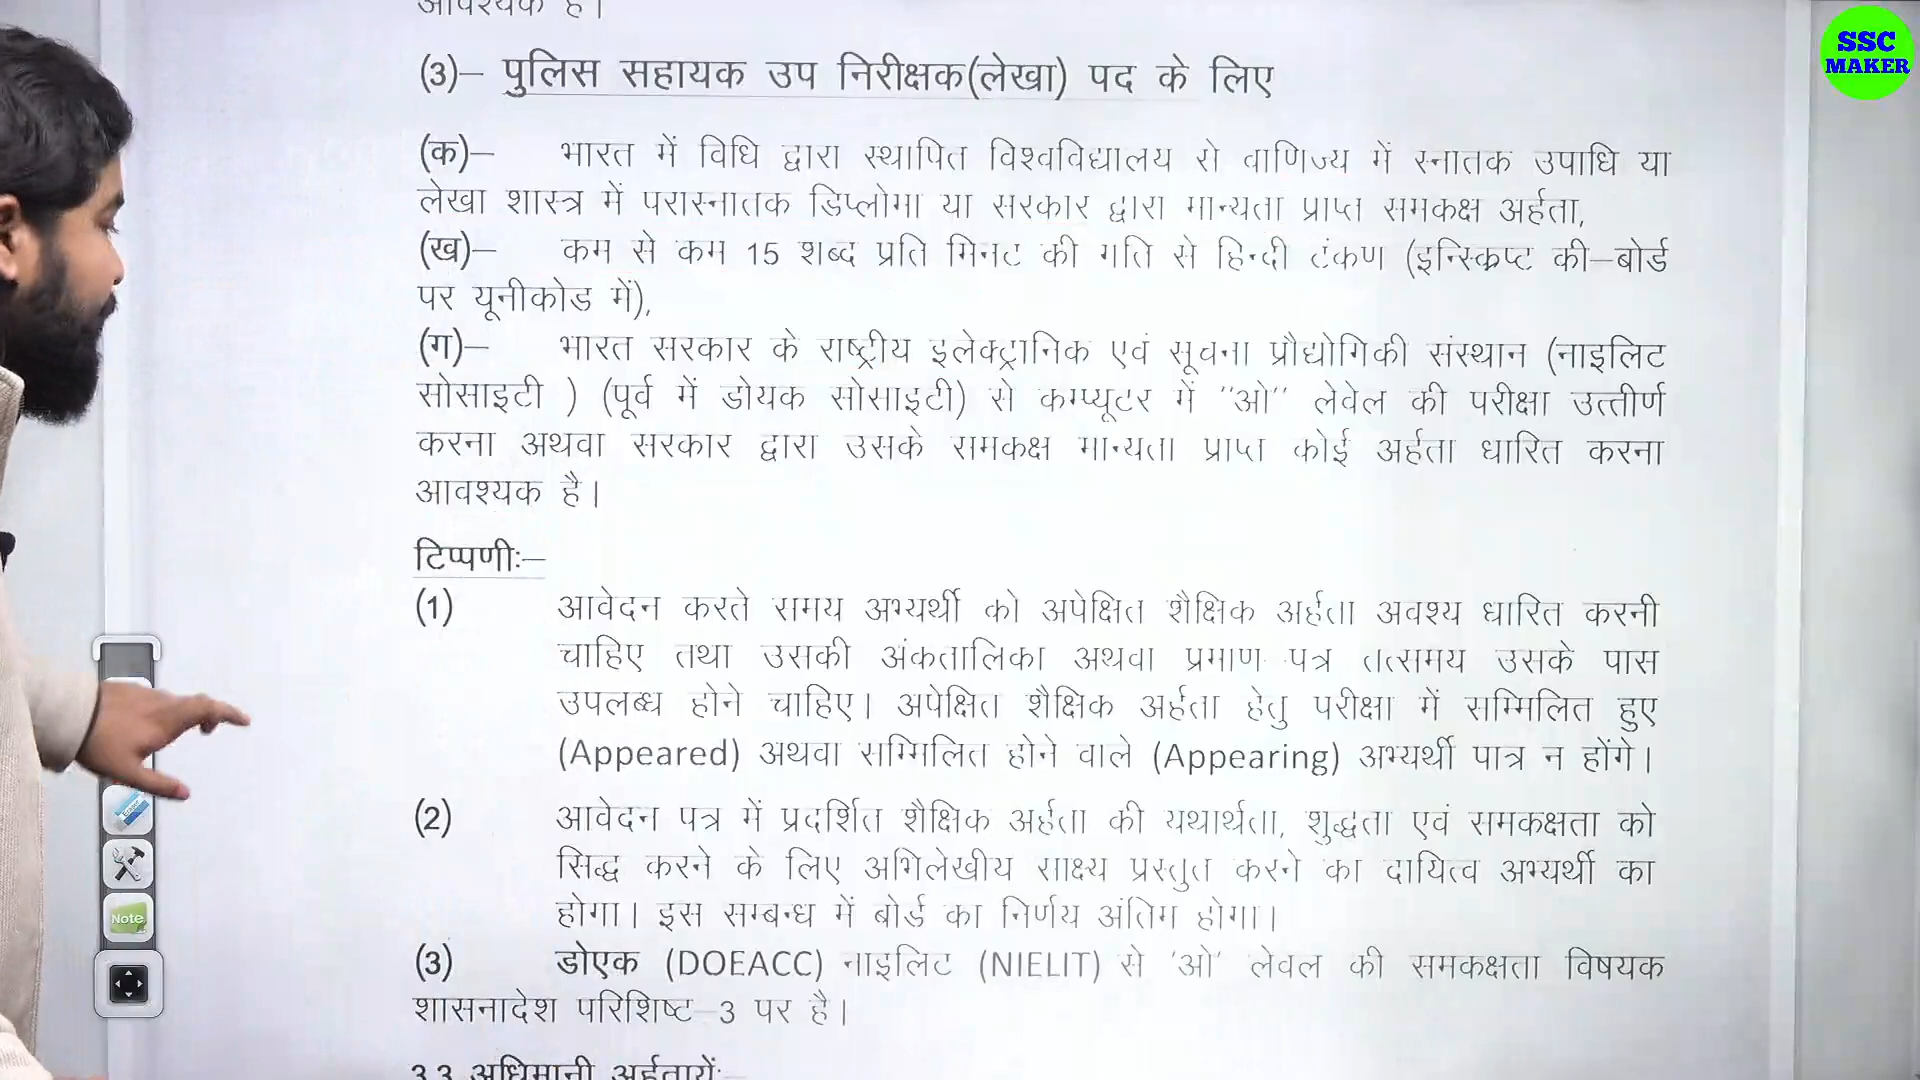 आवश्यक है।
SSC
MAKER
(3)– पुलिस सहायक उप निरीक्षक(लेखा) पद के लिए
(क)– भारत में विधि द्वारा स्थापित विश्वविद्यालय से वाणिज्य में स्नातक उपाधि या
लेखा शास्त्र में परास्नातक डिप्लोमा या सरकार द्वारा मान्यता प्राप्त समकक्ष अर्हता,
(ख)– कम से कम 15 शब्द प्रति मिनट की गति से हिन्दी टंकण (इन्स्क्रिप्ट की–बोर्ड
पर यूनीकोड में),
(ग)– भारत सरकार के राष्ट्रीय इलेक्ट्रानिक एवं सूचना प्रौद्योगिकी संस्थान (नाइलिट
सोसाइटी ) (पूर्व में डोयक सोसाइटी) से कम्प्यूटर में ''ओ'' लेवेल की परीक्षा उत्तीर्ण
करना अथवा सरकार द्वारा उसके समकक्ष मान्यता प्राप्त कोई अर्हता धारित करना
आवश्यक है।
टिप्पणीः–
(1) आवेदन करते समय अभ्यर्थी को अपेक्षित शैक्षिक अर्हता अवश्य धारित करनी
चाहिए तथा उसकी अंकतालिका अथवा प्रमाण पत्र तत्समय उसके पास
उपलब्ध होने चाहिए। अपेक्षित शैक्षिक अर्हता हेतु परीक्षा में सम्मिलित हुए
(Appeared) अथवा सम्मिलित होने वाले (Appearing) अभ्यर्थी पात्र न होंगे।
(2) आवेदन पत्र में प्रदर्शित शैक्षिक अर्हता की यथार्थता, शुद्धता एवं समकक्षता को
सिद्ध करने के लिए अभिलेखीय साक्ष्य प्रस्तुत करने का दायित्व अभ्यर्थी का
होगा। इस सम्बन्ध में बोर्ड का निर्णय अंतिम होगा।
(3) डोएक (DOEACC) नाइलिट (NIELIT) से 'ओ' लेवल की समकक्षता विषयक
शासनादेश परिशिष्ट–3 पर है।
3.3 अधिमानी अर्हतायेंः–
Note